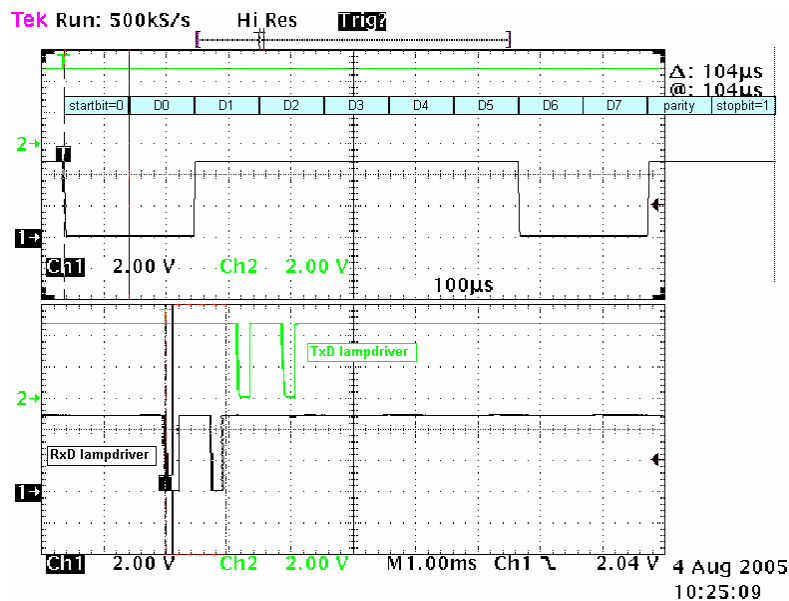 Tek Run: 500kS/s Hi Res Trig?
T
Δ: 104µs
@: 104µs
startbit=0 D0 D1 D2 D3 D4 D5 D6 D7 parity stopbit=1
2→
T
1→
Ch1 2.00 V Ch2 2.00 V
100µs
TxD lampdriver
2→
RxD lampdriver
1→
Ch1 2.00 V Ch2 2.00 V M1.00ms Ch1 2.04 V
4 Aug 2005
10:25:09